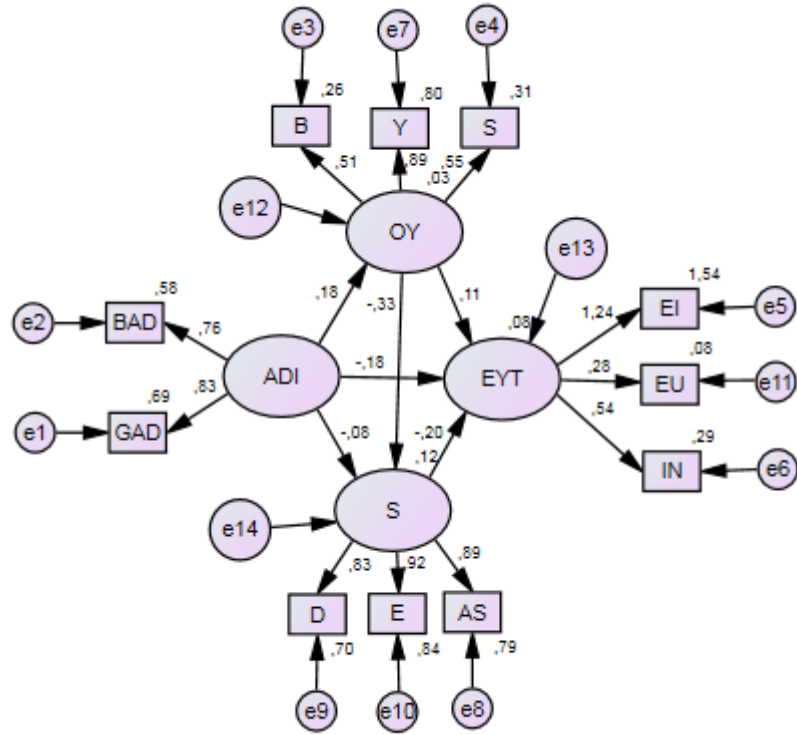 e3
e7
e4
,26
,80
,31
B
Y
S
,51
,89
,55
,03
e12
OY
e13
,58
,18
-,33
,11
1,54
e2
BAD
,76
1,24
EI
e5
,08
ADI
-,18
EYT
,08
,28
EU
e11
,69
,83
,54
e1
GAD
-,08
-,20
,29
,12
IN
e6
S
e14
,83
,92
,89
D
E
AS
,70
,84
,79
e9
e10
e8